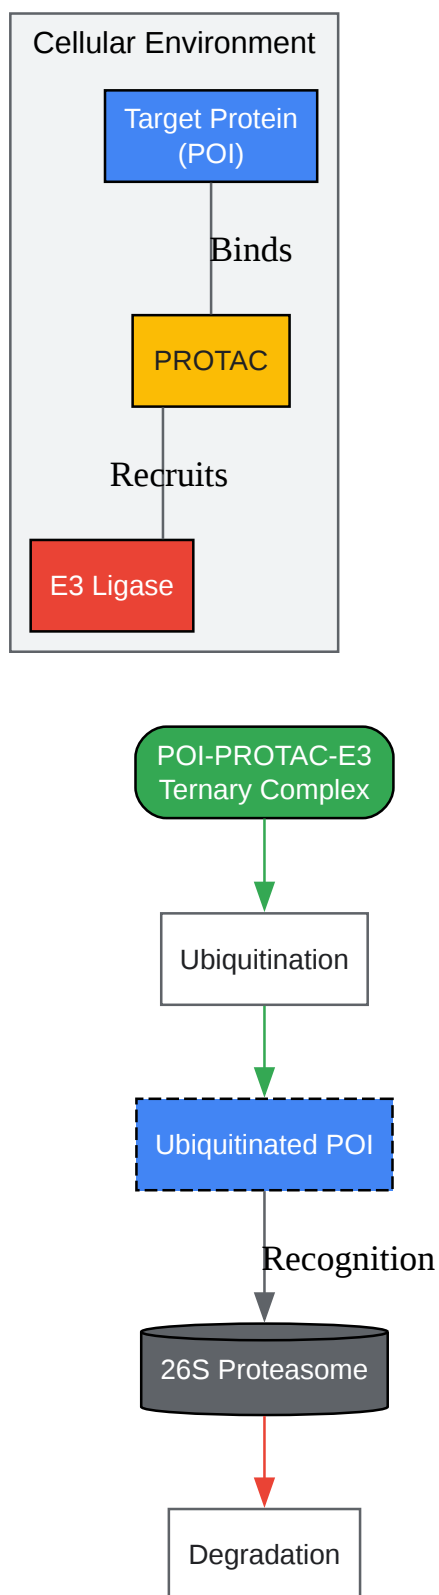 Cellular Environment
Target Protein
(POI)
Binds
PROTAC
Recruits
E3 Ligase
POI-PROTAC-E3
Ternary Complex
Ubiquitination
Ubiquitinated POI
Recognition
26S Proteasome
Degradation